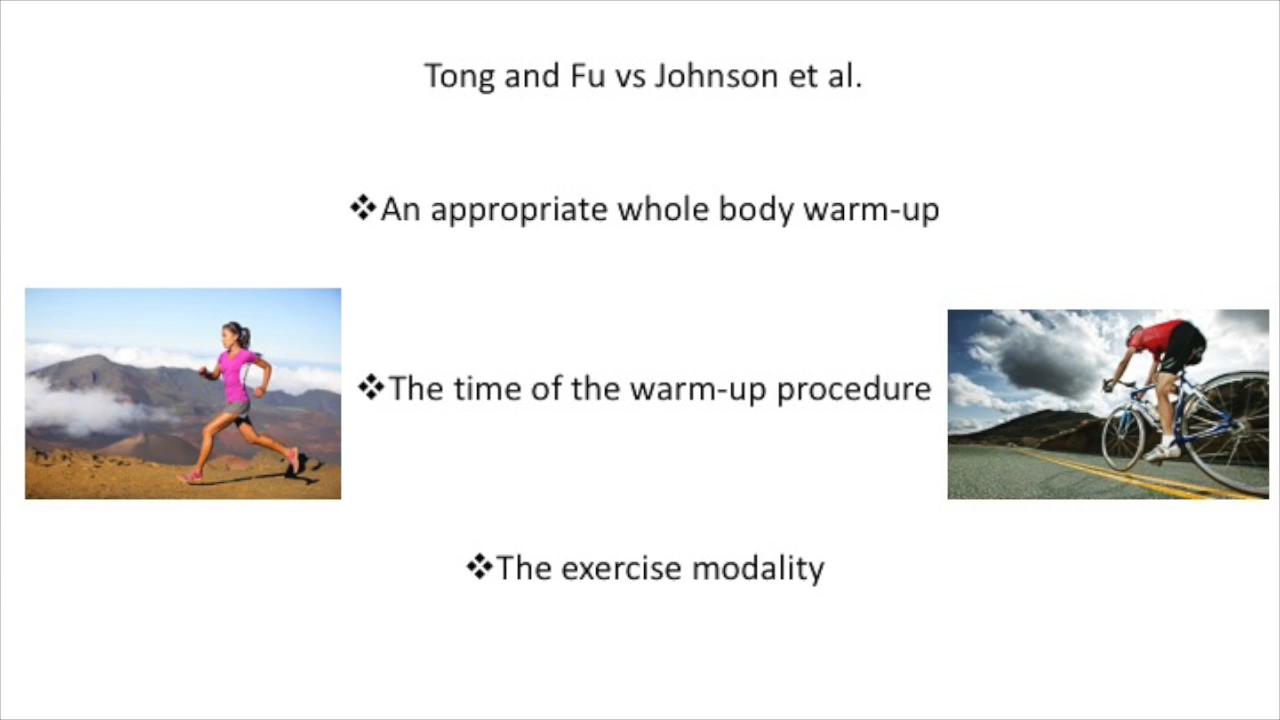 Tong and Fu vs Johnson et al.
❖An appropriate whole body warm-up
❖The time of the warm-up procedure
❖The exercise modality